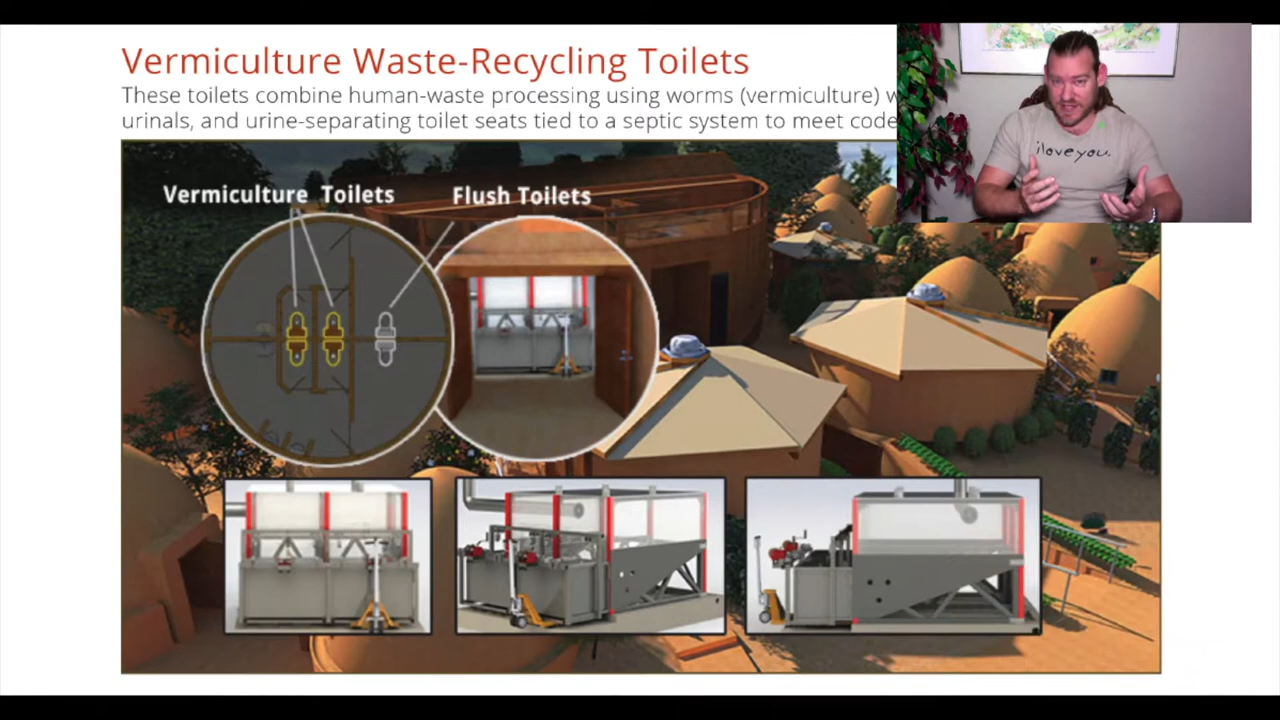 Vermiculture Waste-Recycling Toilets
These toilets combine human-waste processing using worms (vermiculture)
urinals, and urine-separating toilet seats tied to a septic system to meet code
iloveyou.
Vermiculture Toilets
Flush Toilets